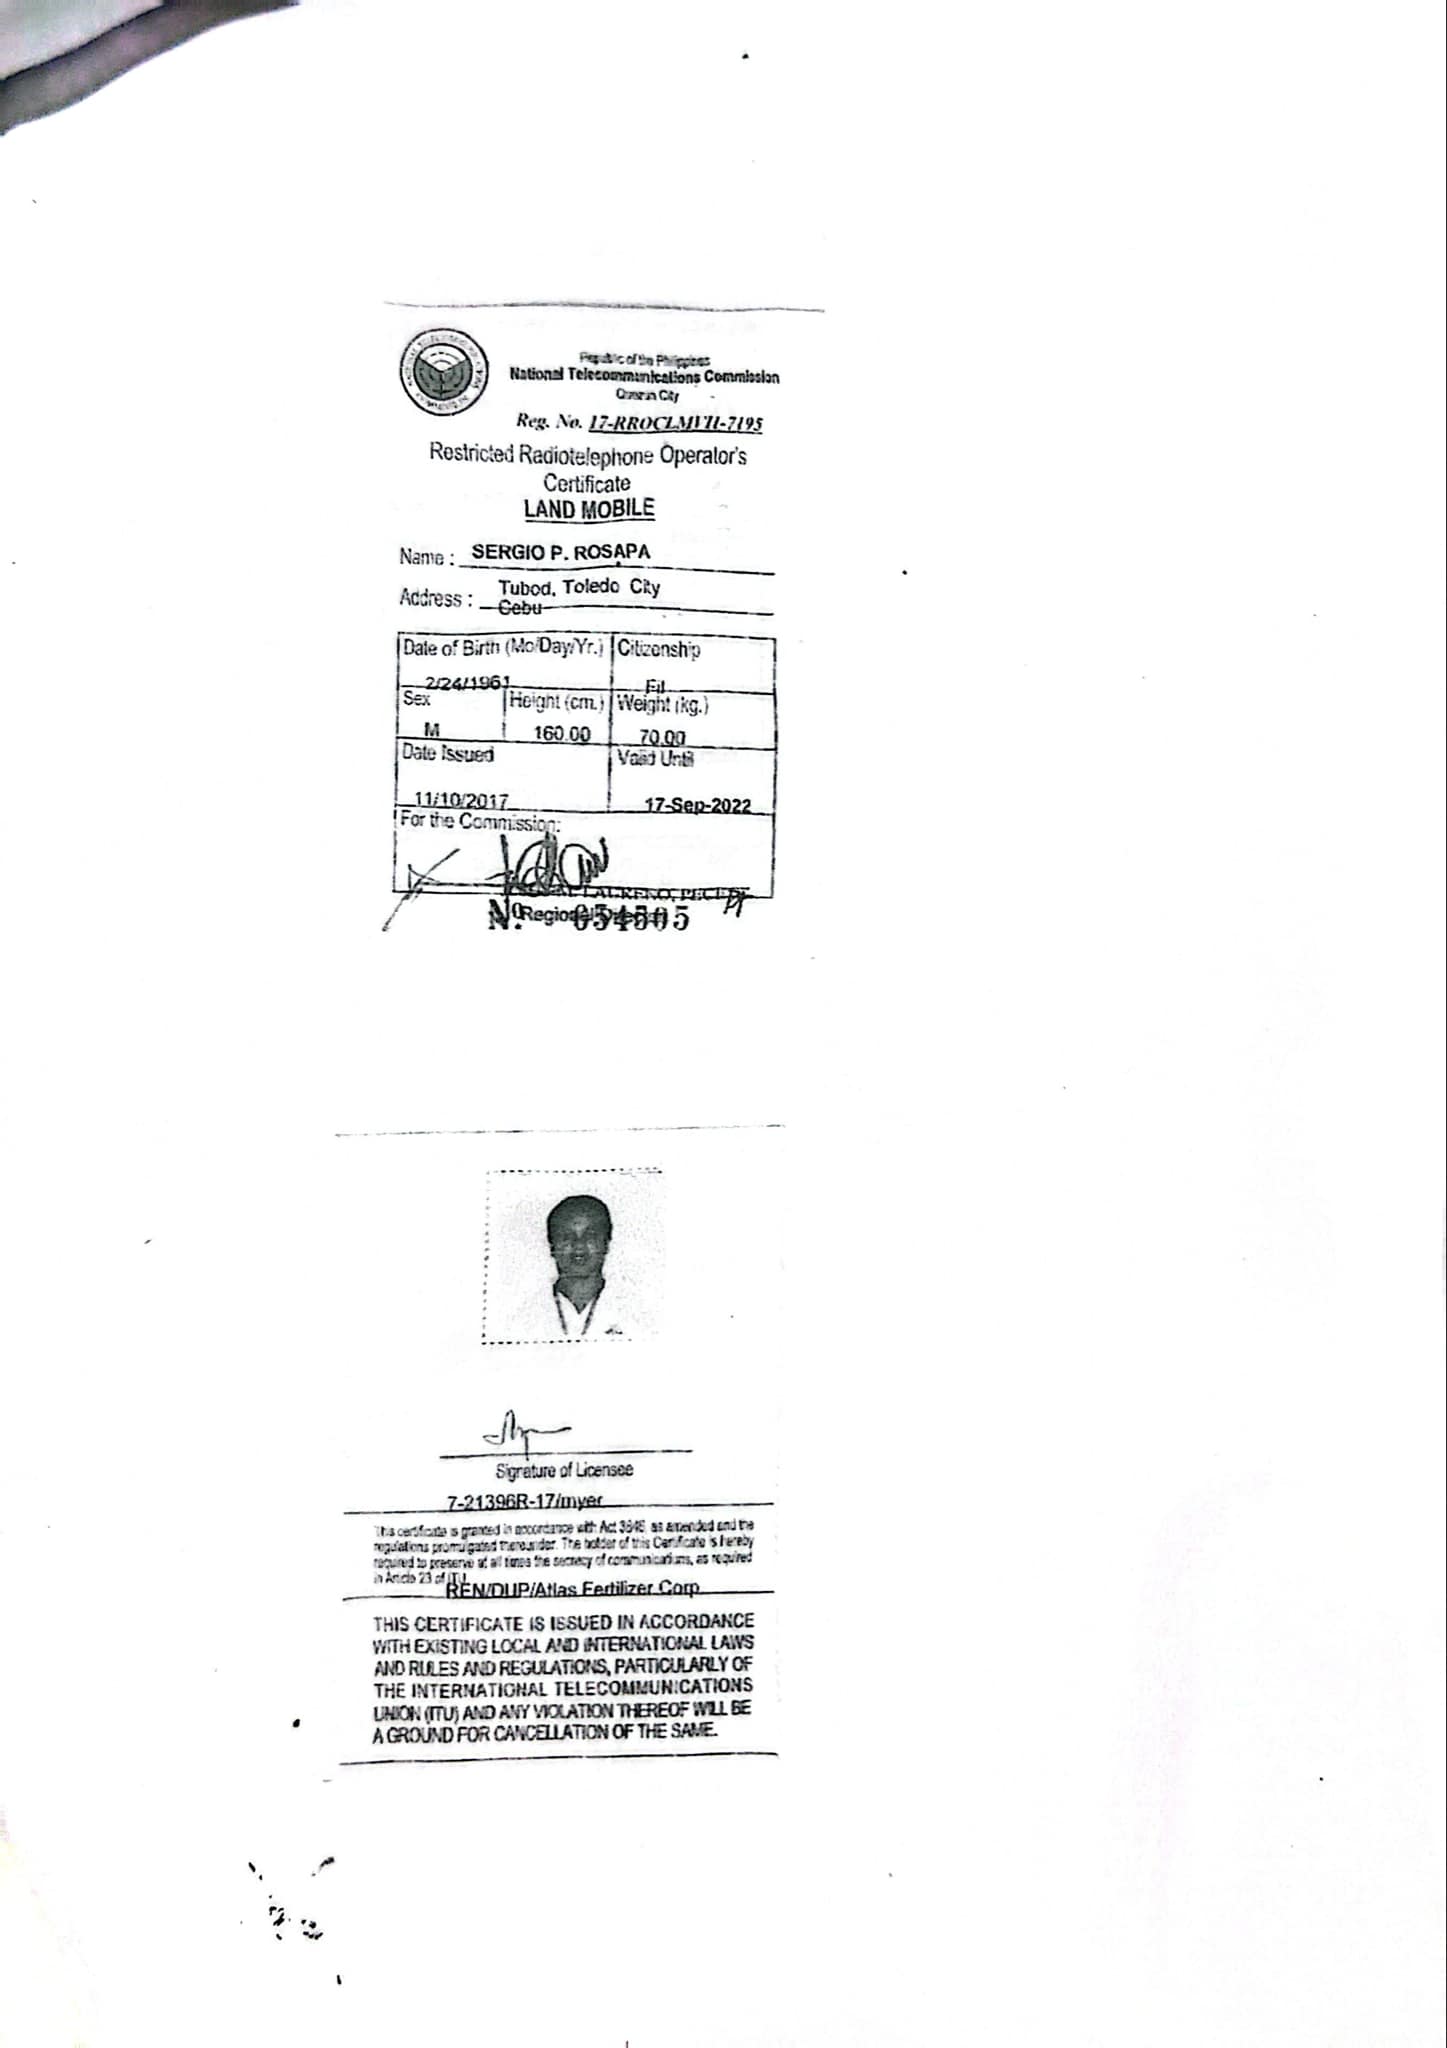 Republic of the Philippines
National Telecommunications Commission
Quezon City
Reg. No. 17-RROCLMVII-7195
Restricted Radiotelephone Operator's
Certificate
LAND MOBILE
Name : SERGIO P. ROSAPA
Address : Tubod, Toledo City
Cebu
Date of Birth (Mo/Day/Yr.) Citizenship
2/24/1961 Fil
Sex Height (cm.) Weight (kg.)
M 160.00 70.00
Date Issued Valid Until
11/10/2017 17-Sep-2022
For the Commission:
LAURENO, PECE
Nº Regional Director
Signature of Licensee
7-21396R-17/myer
This certificate is granted in accordance with Act 3846, as amended and the
regulations promulgated thereunder. The holder of this Certificate is hereby
required to preserve at all times the secrecy of communications, as required
in Article 23 of ITU
REN/DUP/Atlas Fertilizer Corp
THIS CERTIFICATE IS ISSUED IN ACCORDANCE
WITH EXISTING LOCAL AND INTERNATIONAL LAWS
AND RULES AND REGULATIONS, PARTICULARLY OF
THE INTERNATIONAL TELECOMMUNICATIONS
UNION (ITU) AND ANY VIOLATION THEREOF WILL BE
A GROUND FOR CANCELLATION OF THE SAME.